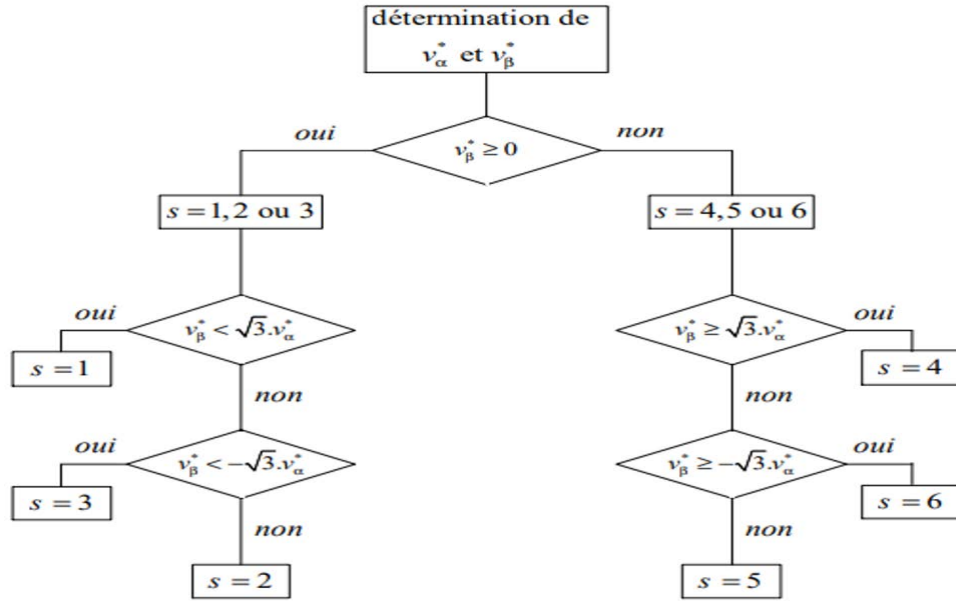 détermination de
v*α et v*β
oui
non
v*β ≥ 0
s = 1, 2 ou 3
s = 4, 5 ou 6
oui
v*β < √3.v*α
v*β ≥ √3.v*α
oui
s = 1
s = 4
non
non
oui
v*β < −√3.v*α
v*β ≥ −√3.v*α
oui
s = 3
s = 6
non
non
s = 2
s = 5